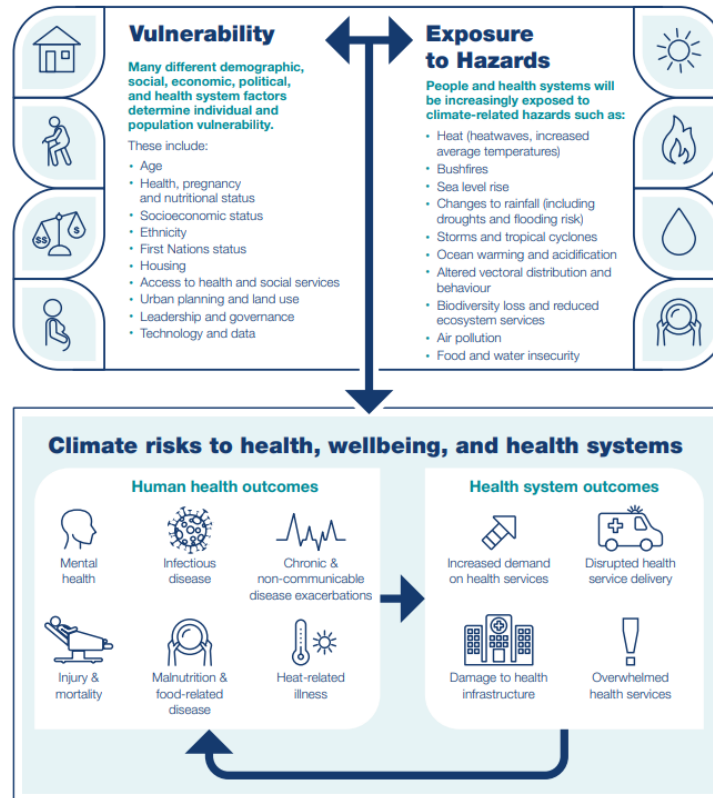 Vulnerability
Many different demographic,
social, economic, political,
and health system factors
determine individual and
population vulnerability.
These include:
• Age
• Health, pregnancy
and nutritional status
• Socioeconomic status
• Ethnicity
• First Nations status
• Housing
• Access to health and social services
• Urban planning and land use
• Leadership and governance
• Technology and data
$$
$
Exposure
to Hazards
People and health systems will
be increasingly exposed to
climate-related hazards such as:
• Heat (heatwaves, increased
average temperatures)
• Bushfires
• Sea level rise
• Changes to rainfall (including
droughts and flooding risk)
• Storms and tropical cyclones
• Ocean warming and acidification
• Altered vectoral distribution and
behaviour
• Biodiversity loss and reduced
ecosystem services
• Air pollution
• Food and water insecurity
Climate risks to health, wellbeing, and health systems
Human health outcomes
Mental
health
Infectious
disease
Chronic &
non-communicable
disease exacerbations
Injury &
mortality
Malnutrition &
food-related
disease
Heat-related
illness
Health system outcomes
Increased demand
on health services
Disrupted health
service delivery
Damage to health
infrastructure
Overwhelmed
health services